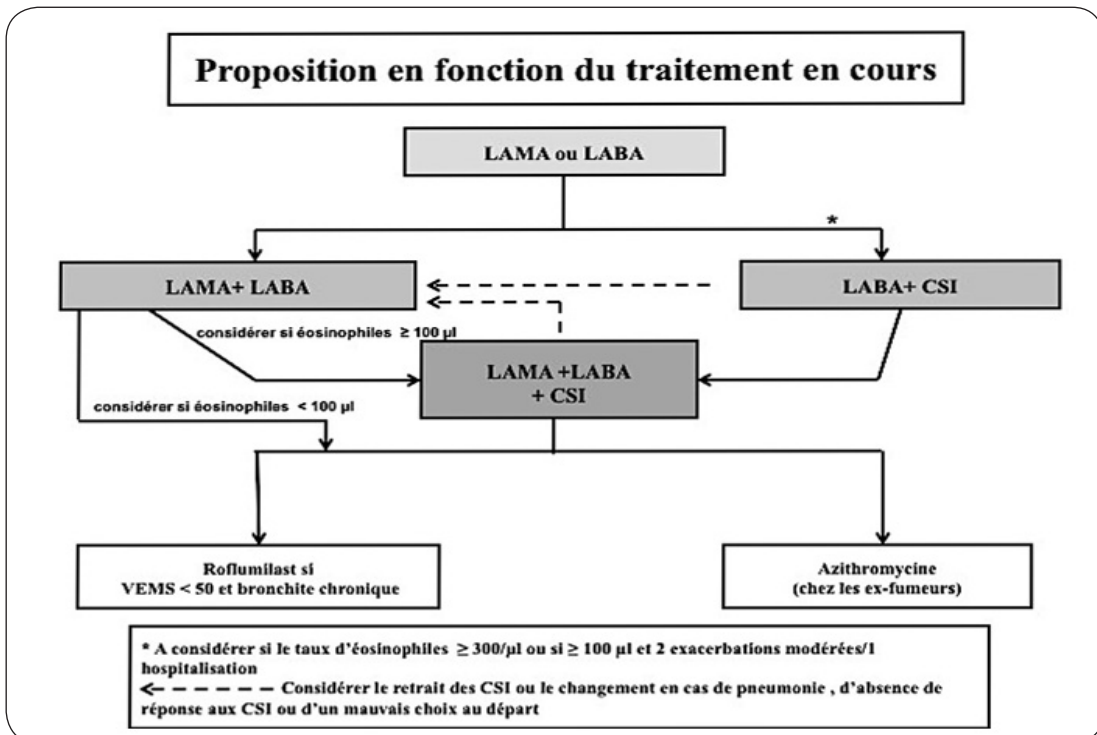 Proposition en fonction du traitement en cours
LAMA ou LABA
*
LAMA+ LABA
LABA+ CSI
considérer si éosinophiles ≥ 100 µl
LAMA +LABA
+ CSI
considérer si éosinophiles < 100 µl
Roflumilast si
VEMS < 50 et bronchite chronique
Azithromycine
(chez les ex-fumeurs)
* A considérer si le taux d'éosinophiles ≥ 300/µl ou si ≥ 100 µl et 2 exacerbations modérées/1
hospitalisation
Considérer le retrait des CSI ou le changement en cas de pneumonie , d'absence de
réponse aux CSI ou d'un mauvais choix au départ